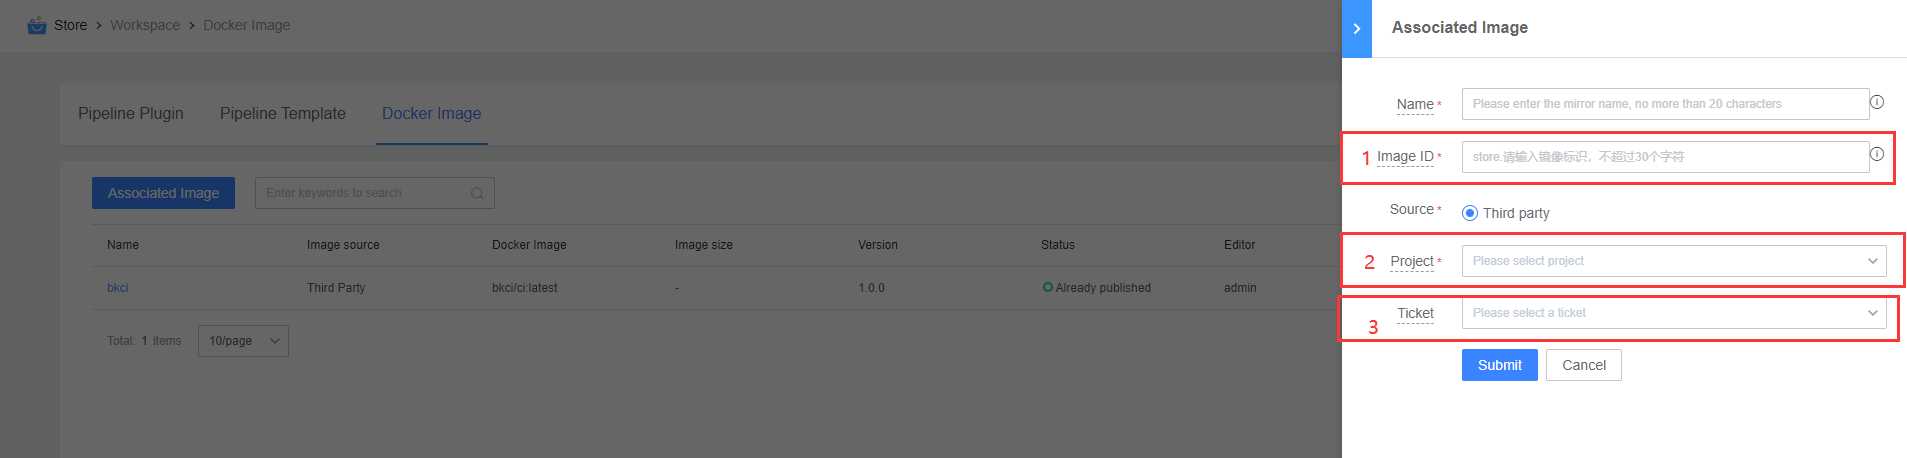 Store > Workspace > Docker Image
Pipeline Plugin Pipeline Template Docker Image
Associated Image Enter keywords to search
Name Image source Docker Image Image size Version Status Editor
bkci Third Party bkci/ci:latest - 1.0.0 Already published admin
Total: 1 items 10/page
Associated Image
Name * Please enter the mirror name, no more than 20 characters
1 Image ID * store.请输入镜像标识，不超过30个字符
Source * Third party
2 Project * Please select project
3 Ticket Please select a ticket
Submit Cancel